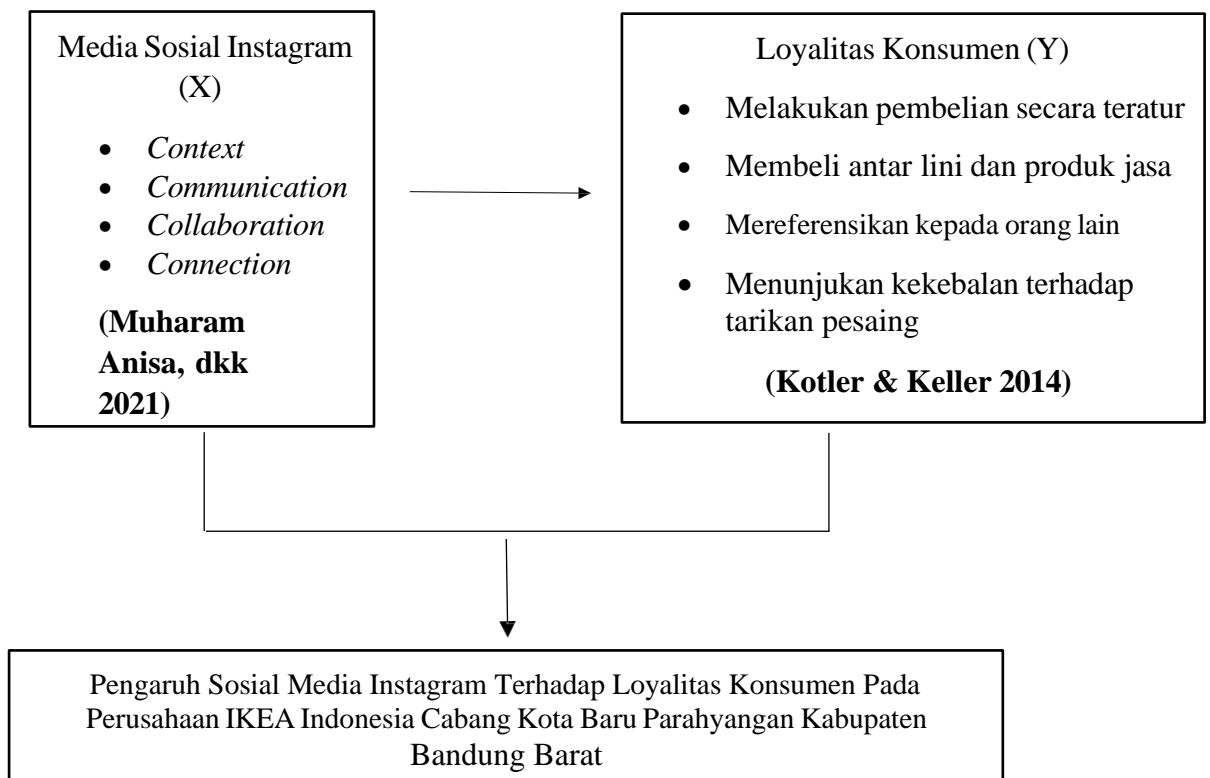 Media Sosial Instagram
(X)
• Context
• Communication
• Collaboration
• Connection
(Muharam
Anisa, dkk
2021)
Loyalitas Konsumen (Y)
• Melakukan pembelian secara teratur
• Membeli antar lini dan produk jasa
• Mereferensikan kepada orang lain
• Menunjukan kekebalan terhadap
tarikan pesaing
(Kotler & Keller 2014)
Pengaruh Sosial Media Instagram Terhadap Loyalitas Konsumen Pada
Perusahaan IKEA Indonesia Cabang Kota Baru Parahyangan Kabupaten
Bandung Barat